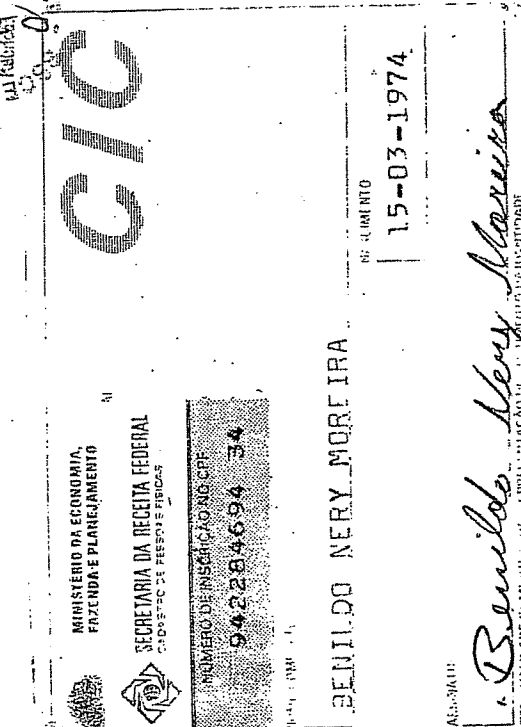 CIC
MINISTÉRIO DA ECONOMIA,
FAZENDA E PLANEJAMENTO
SECRETARIA DA RECEITA FEDERAL
CADASTRO DE PESSOAS FÍSICAS
NÚMERO DE INSCRIÇÃO NO CPF
942284694 34
BENILDO NERY MOREIRA
NASCIMENTO
15-03-1974
Benildo Nery Moreira